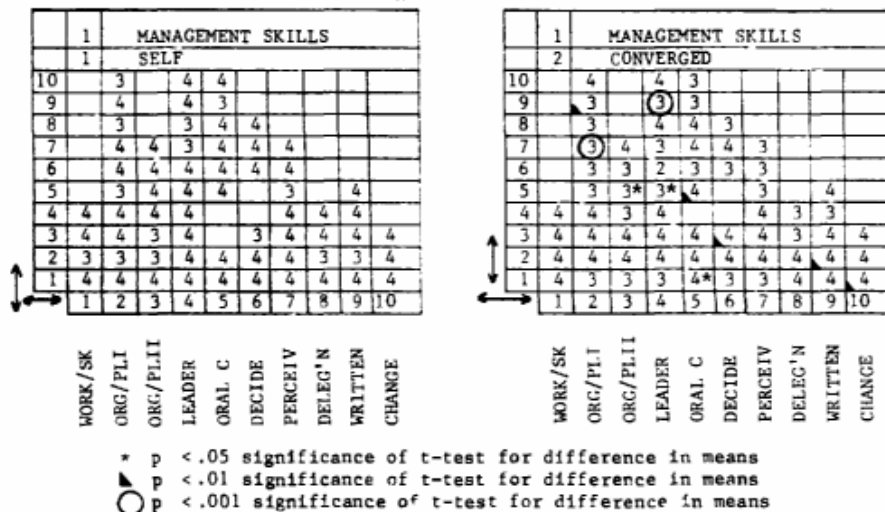 1 MANAGEMENT SKILLS
1 SELF
10 3 4 4
9 4 4 3
8 3 3 4 4
7 4 4 3 4 4 4
6 4 4 4 4 4 4
5 3 4 4 4 3 4
4 4 4 4 4 4 4 4
3 4 4 3 4 3 4 4 4 4
2 3 3 3 4 4 4 4 3 3 4
1 4 4 4 4 4 4 4 4 4 4
1 2 3 4 5 6 7 8 9 10
WORK/SK
ORG/PLI
ORG/PLII
LEADER
ORAL C
DECIDE
PERCEIV
DELEG'N
WRITTEN
CHANGE
1 MANAGEMENT SKILLS
2 CONVERGED
10 4 4 3
9 3 3 3
8 3 4 4 3
7 3 4 3 4 4 3
6 3 3 2 3 3 3
5 3 3* 3* 4 3 4
4 4 4 3 4 4 3 3
3 4 4 4 4 4 4 4 3 4 4
2 4 4 4 4 4 4 4 4 4 4
1 4 3 3 3 4* 3 3 4 4 4
1 2 3 4 5 6 7 8 9 10
WORK/SK
ORG/PLI
ORG/PLII
LEADER
ORAL C
DECIDE
PERCEIV
DELEG'N
WRITTEN
CHANGE
* p <.05 significance of t-test for difference in means
◣ p <.01 significance of t-test for difference in means
◯ p <.001 significance of t-test for difference in means